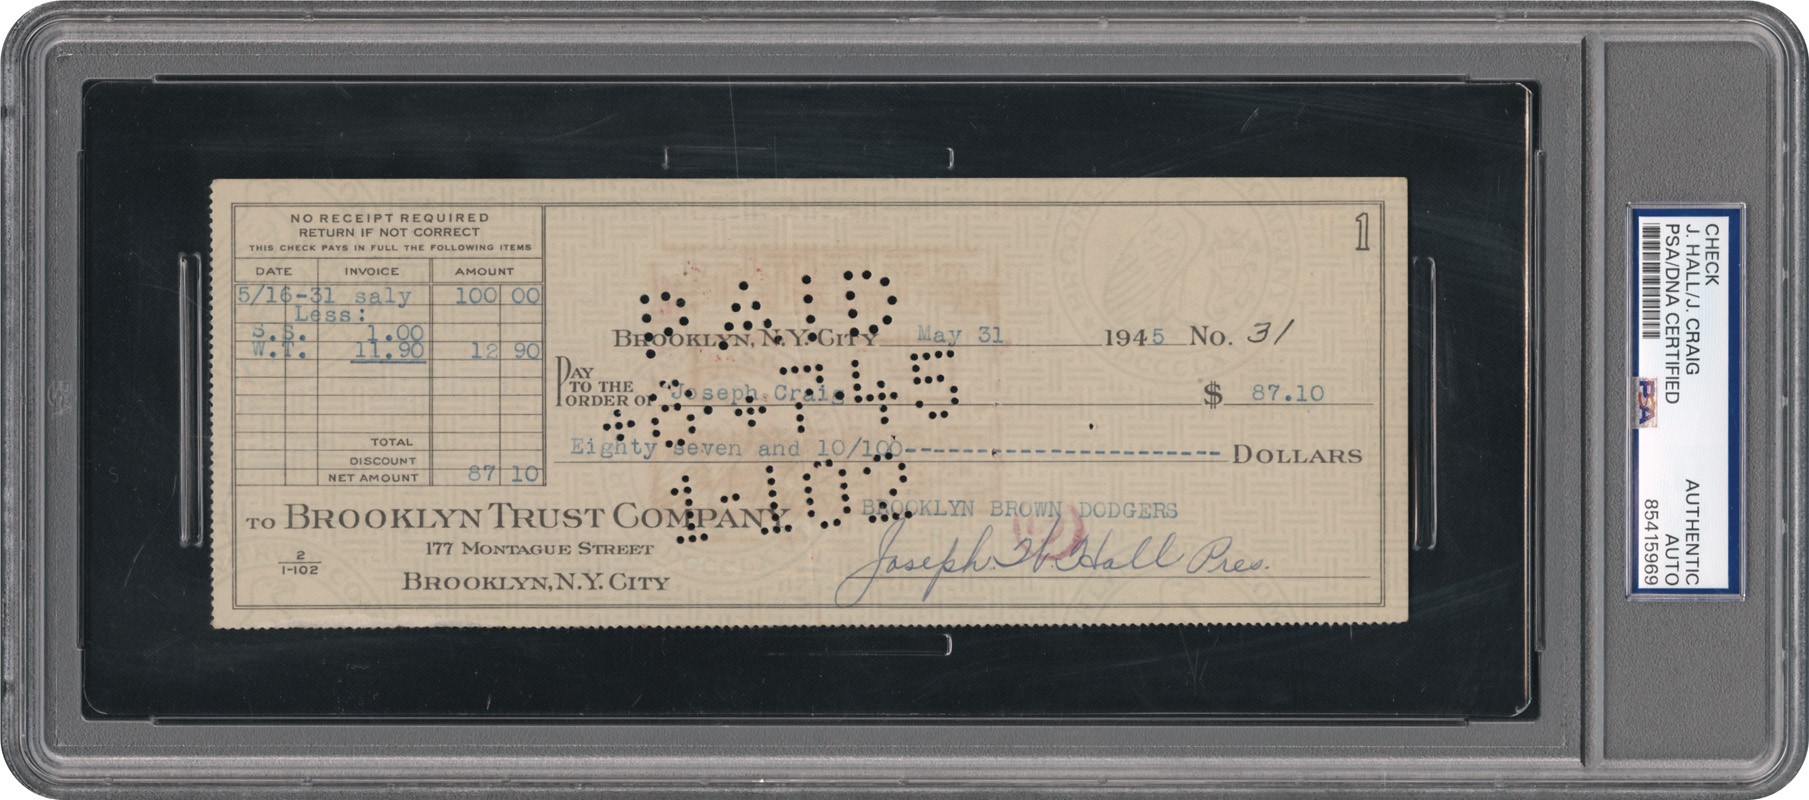 NO RECEIPT REQUIRED
RETURN IF NOT CORRECT
THIS CHECK PAYS IN FULL THE FOLLOWING ITEMS
DATE INVOICE AMOUNT
5/16-31 saly 100 00
Less:
S.S. 1.00
W.T. 11.90 12 90
TOTAL
DISCOUNT
NET AMOUNT 87 10
1
PAID
BROOKLYN, N.Y. CITY May 31 1945 No. 31
PAY TO THE ORDER OF Joseph Craig $ 87.10
Eighty seven and 10/100------------------------ DOLLARS
1-102
TO BROOKLYN TRUST COMPANY
177 MONTAGUE STREET
BROOKLYN, N.Y. CITY
2
1-102
BROOKLYN BROWN DODGERS
Joseph W. Hall Pres.
CHECK
J. HALL/J. CRAIG
PSA/DNA CERTIFIED
PSA
AUTHENTIC
AUTO
85415969